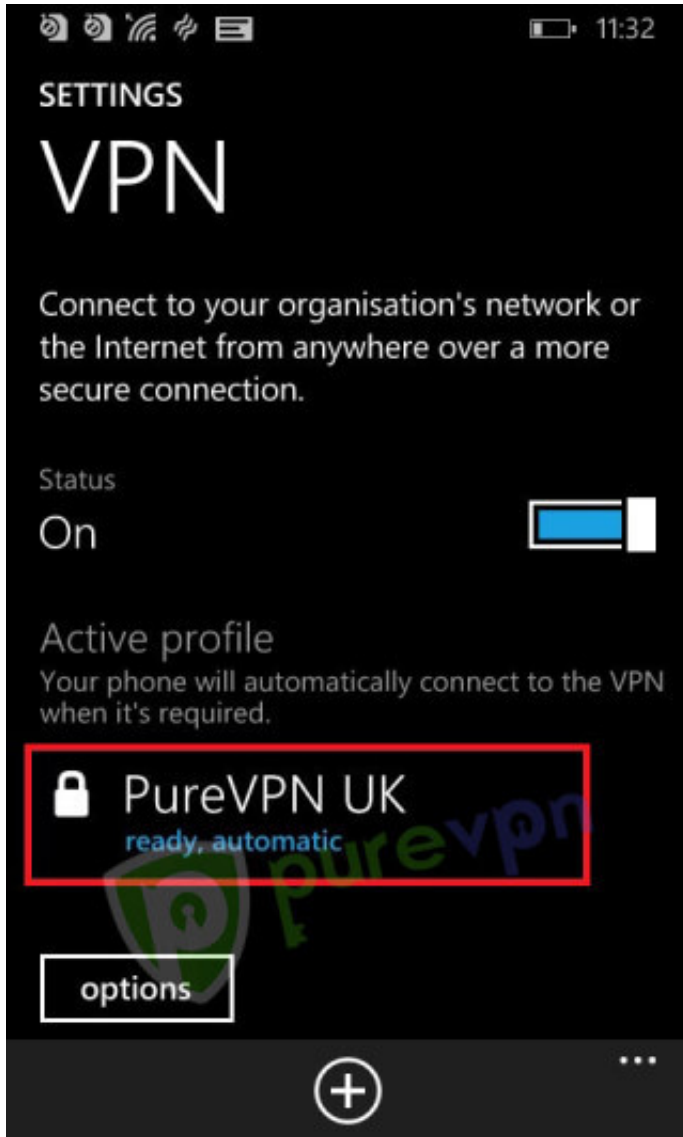 11:32
SETTINGS
VPN
Connect to your organisation's network or
the Internet from anywhere over a more
secure connection.
Status
On
Active profile
Your phone will automatically connect to the VPN
when it's required.
PureVPN UK
ready, automatic
purevpn
options